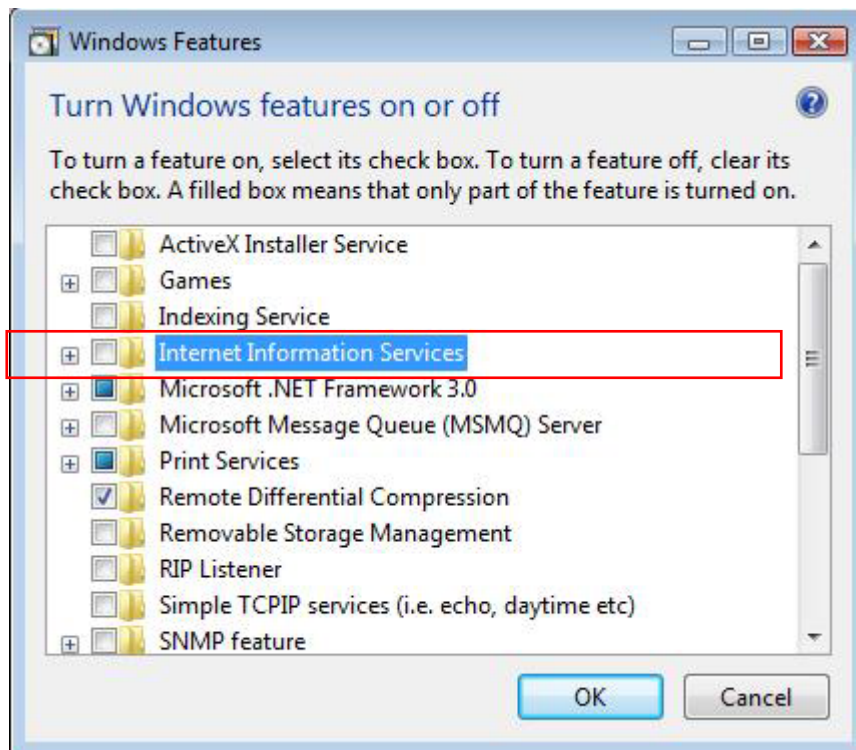 Windows Features
Turn Windows features on or off
To turn a feature on, select its check box. To turn a feature off, clear its
check box. A filled box means that only part of the feature is turned on.
ActiveX Installer Service
Games
Indexing Service
Internet Information Services
Microsoft .NET Framework 3.0
Microsoft Message Queue (MSMQ) Server
Print Services
Remote Differential Compression
Removable Storage Management
RIP Listener
Simple TCPIP services (i.e. echo, daytime etc)
SNMP feature
OK Cancel